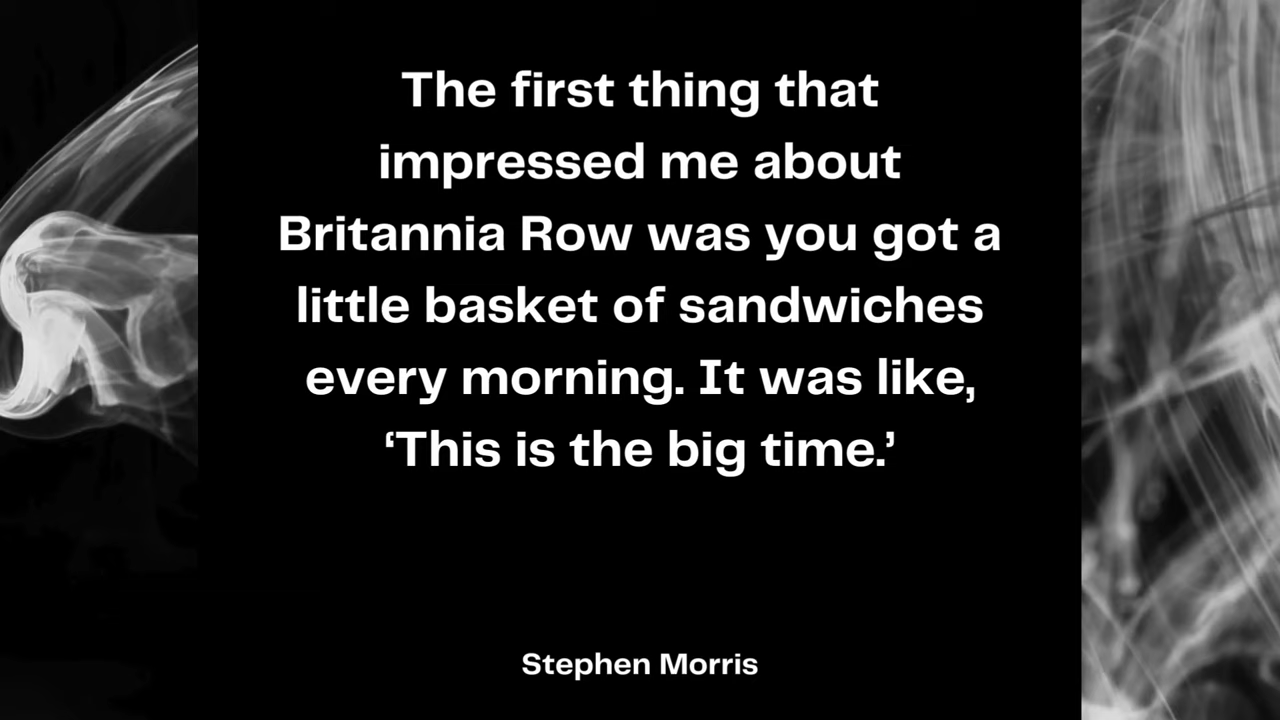 The first thing that
impressed me about
Britannia Row was you got a
little basket of sandwiches
every morning. It was like,
‘This is the big time.’
Stephen Morris